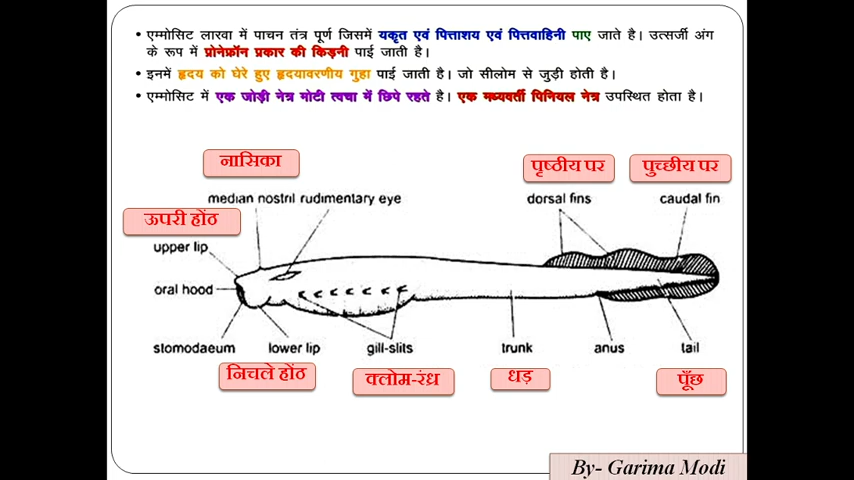 • एम्मोसिट लारवा में पाचन तंत्र पूर्ण जिसमें यकृत एवं पित्ताशय एवं पित्तवाहिनी पाए जाते है। उत्सर्जी अंग
के रूप में प्रोनेफ्रॉन प्रकार की किड़नी पाई जाती है।
• इनमें हृदय को घेरे हुए हृदयावरणीय गुहा पाई जाती है। जो सीलोम से जुड़ी होती है।
• एम्मोसिट में एक जोड़ी नेत्र मोटी त्वचा में छिपे रहते है। एक मध्यवर्ती पिनियल नेत्र उपस्थित होता है।
नासिका
पृष्ठीय पर
पुच्छीय पर
median nostril rudimentary eye
dorsal fins
caudal fin
ऊपरी होंठ
upper lip
oral hood
stomodaeum
lower lip
gill-slits
trunk
anus
tail
निचले होंठ
क्लोम-रंध्र
धड़
पूँछ
By- Garima Modi